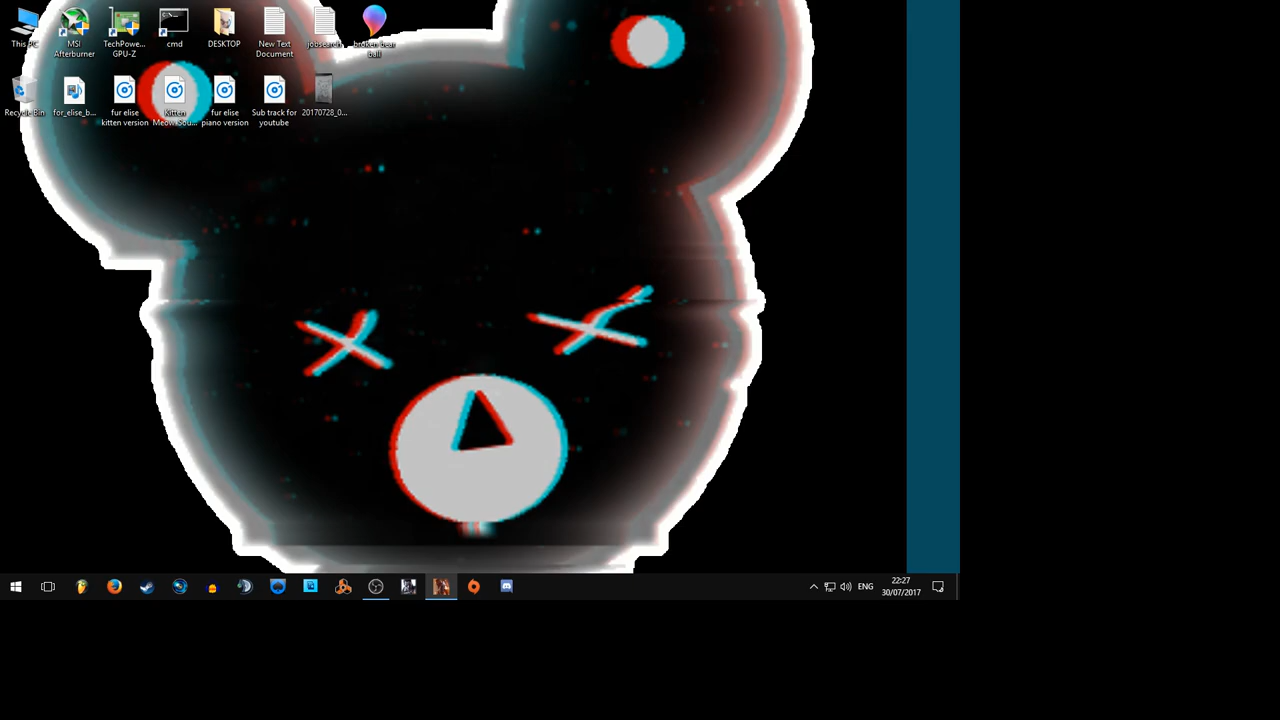 This PC
MSI
Afterburner
TechPowe...
GPU-Z
cmd
DESKTOP
New Text
Document
jobsearch
broken bear
ball
Recycle Bin
for_elise_b...
fur elise
kitten version
Kitten
Meow Sou...
fur elise
piano version
Sub track for
youtube
20170728_0...
ENG
22:27
30/07/2017